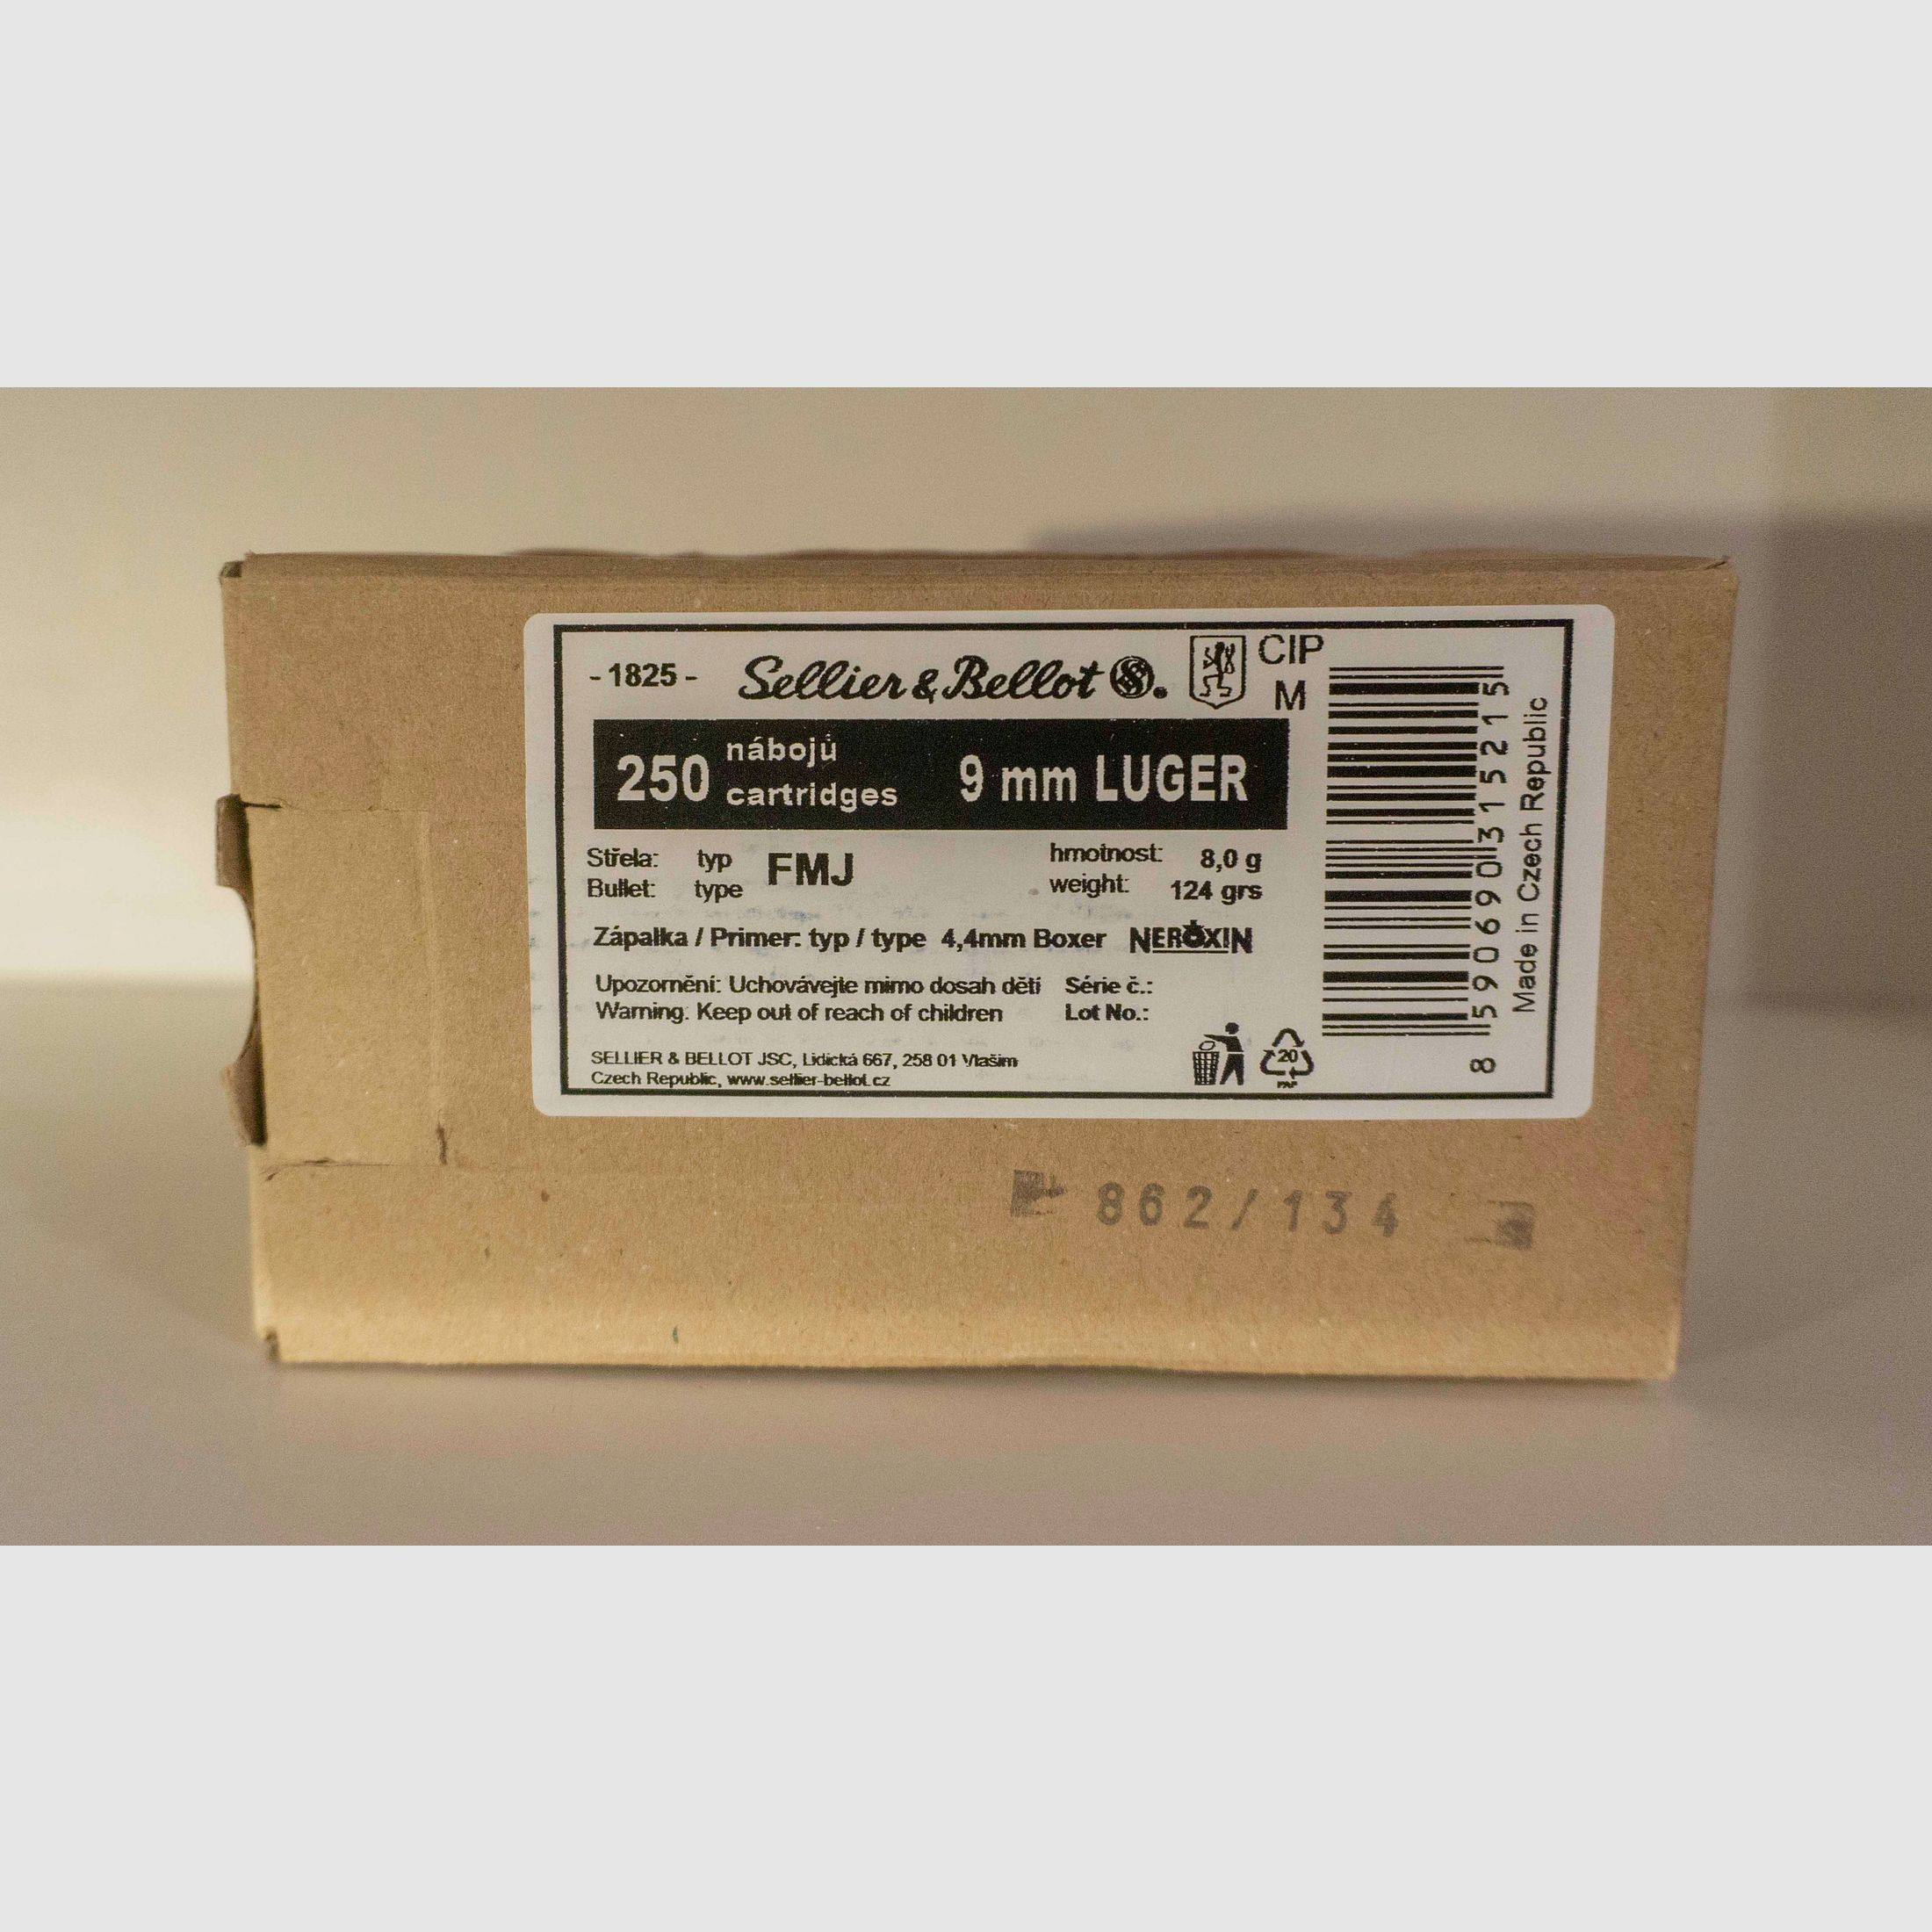 - 1825 - Sellier & Bellot SB. CIP
M
250 nábojů
cartridges
9 mm LUGER
Střela: typ FMJ hmotnost: 8,0 g
Bullet: type weight: 124 grs
Zápalka / Primer: typ / type 4,4mm Boxer NEROXIN
Upozornění: Uchovávejte mimo dosah dětí Série č.:
Warning: Keep out of reach of children Lot No.:
SELLIER & BELLOT JSC, Lidická 667, 258 01 Vlašim
Czech Republic, www.sellier-bellot.cz
20
PAP
8 590690 315215
Made in Czech Republic
862/134